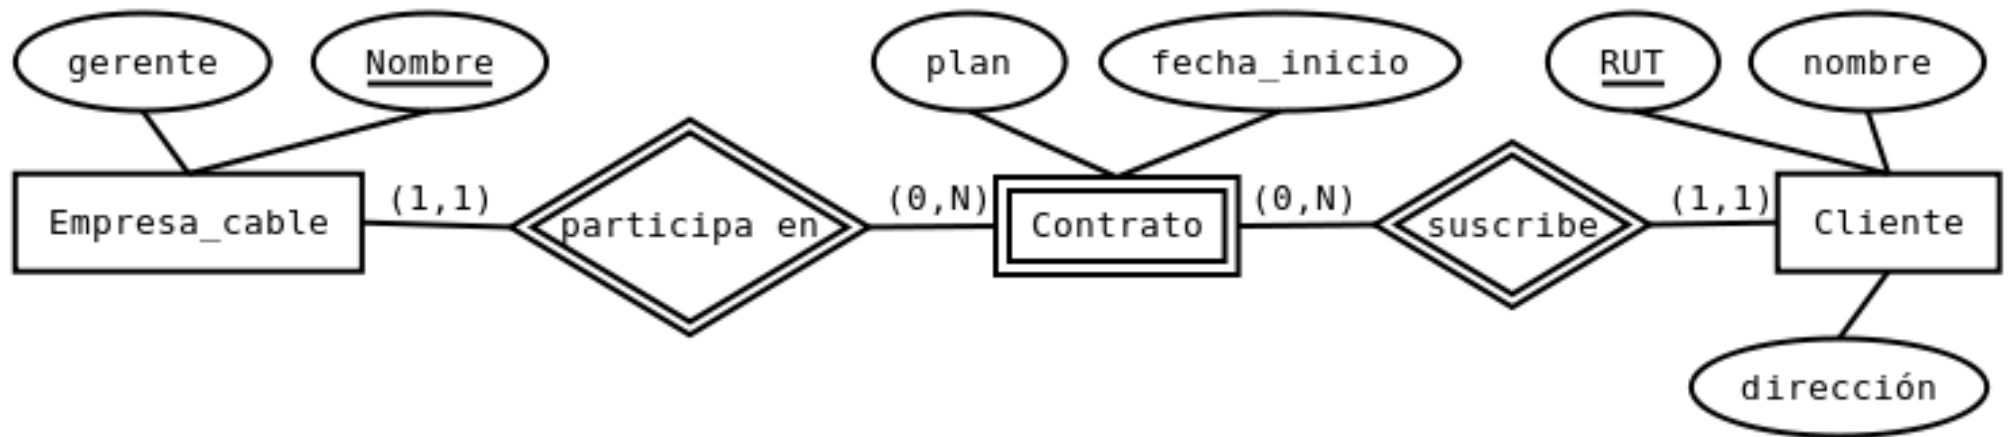 gerente
Nombre
plan
fecha_inicio
RUT
nombre
Empresa_cable
(1,1)
participa en
(0,N)
Contrato
(0,N)
suscribe
(1,1)
Cliente
dirección